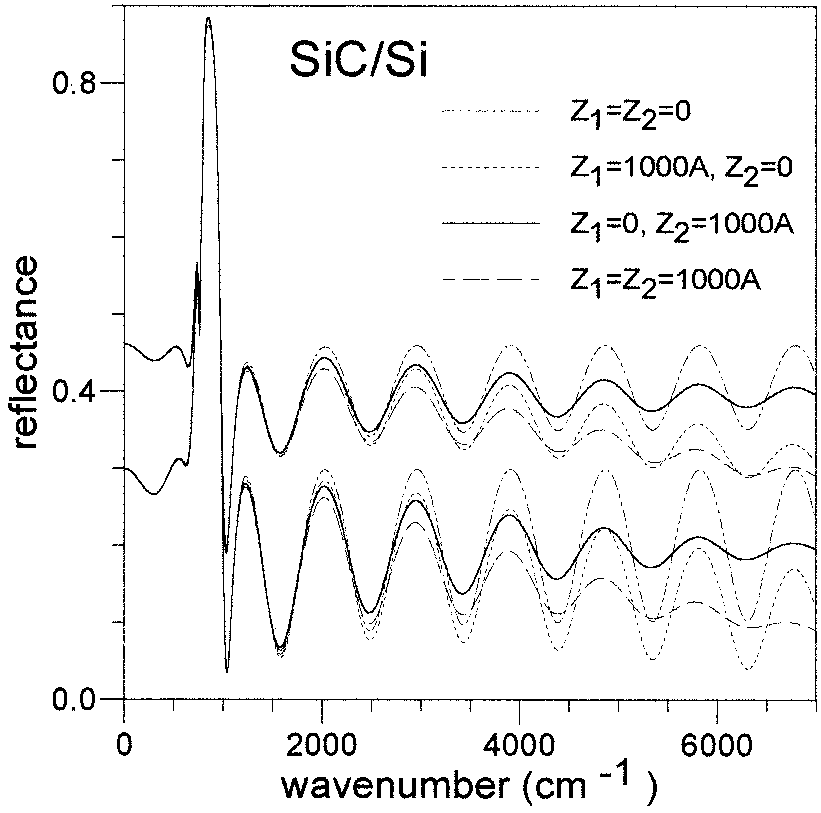 SiC/Si
Z1=Z2=0
Z1=1000A, Z2=0
Z1=0, Z2=1000A
Z1=Z2=1000A
reflectance
0.8
0.4
0.0
0 2000 4000 6000
wavenumber (cm -1 )